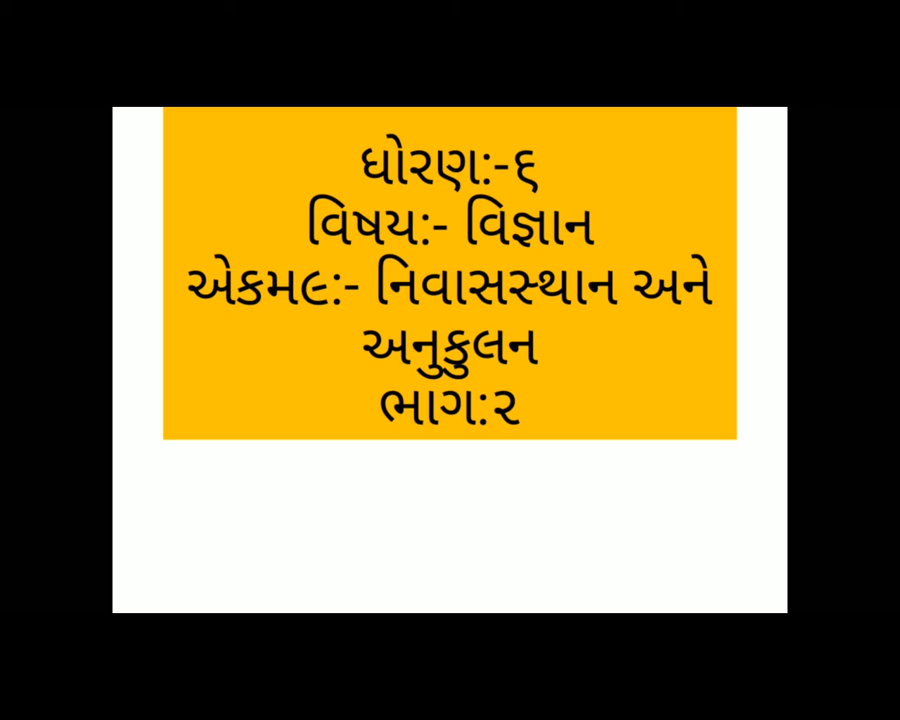 ધોરણ:-૬
વિષય:- વિજ્ઞાન
એકમ૯:- નિવાસસ્થાન અને
અનુકુલન
ભાગ:૨